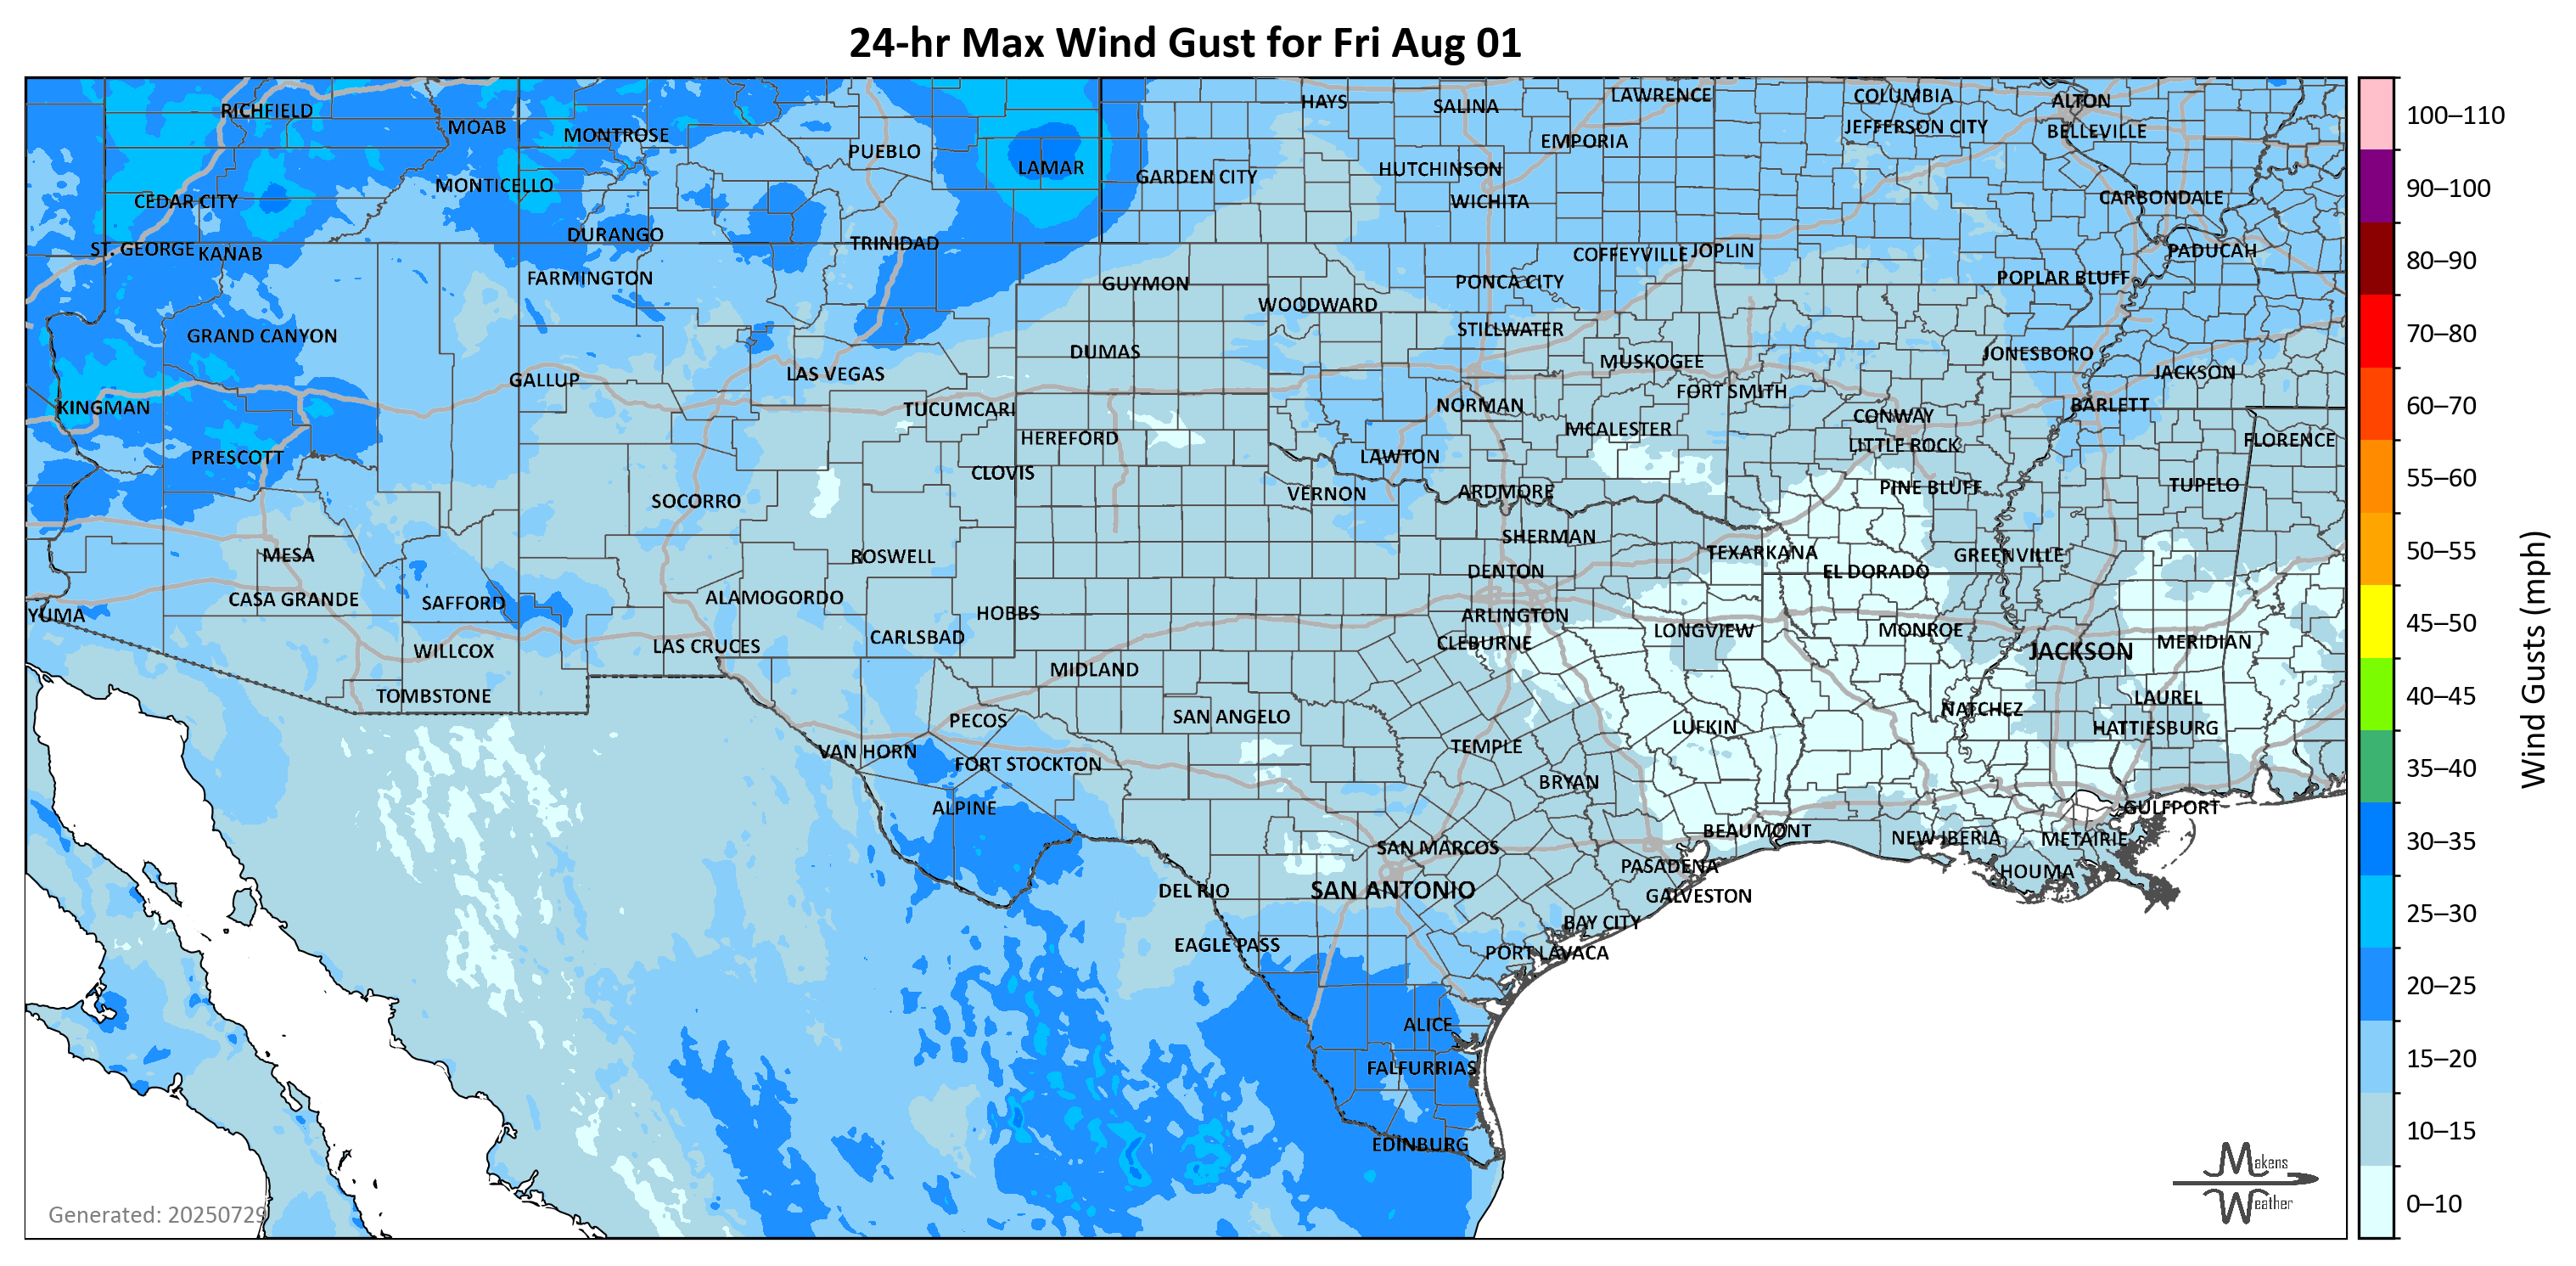 24-hr Max Wind Gust for Fri Aug 01
RICHFIELD
MOAB
MONTROSE
PUEBLO
LAMAR
HAYS
SALINA
LAWRENCE
COLUMBIA
ALTON
JEFFERSON CITY
BELLEVILLE
EMPORIA
GARDEN CITY
HUTCHINSON
WICHITA
CEDAR CITY
MONTICELLO
CARBONDALE
ST. GEORGE
KANAB
DURANGO
TRINIDAD
COFFEYVILLE
JOPLIN
PADUCAH
FARMINGTON
GUYMON
WOODWARD
PONCA CITY
POPLAR BLUFF
GRAND CANYON
STILLWATER
DUMAS
MUSKOGEE
JONESBORO
JACKSON
GALLUP
LAS VEGAS
FORT SMITH
KINGMAN
TUCUMCARI
NORMAN
CONWAY
BARLETT
HEREFORD
MCALESTER
LITTLE ROCK
FLORENCE
PRESCOTT
CLOVIS
LAWTON
SOCORRO
VERNON
ARDMORE
PINE BLUFF
TUPELO
MESA
ROSWELL
SHERMAN
TEXARKANA
GREENVILLE
DENTON
EL DORADO
CASA GRANDE
SAFFORD
ALAMOGORDO
HOBBS
ARLINGTON
YUMA
WILLCOX
LAS CRUCES
CARLSBAD
CLEBURNE
LONGVIEW
MONROE
JACKSON
MERIDIAN
MIDLAND
TOMBSTONE
LAUREL
PECOS
SAN ANGELO
NATCHEZ
LUFKIN
HATTIESBURG
VAN HORN
FORT STOCKTON
TEMPLE
BRYAN
ALPINE
GULFPORT
BEAUMONT
NEW IBERIA
METAIRIE
SAN MARCOS
PASADENA
HOUMA
DEL RIO
SAN ANTONIO
GALVESTON
BAY CITY
EAGLE PASS
PORT LAVACA
ALICE
FALFURRIAS
EDINBURG
Generated: 20250729
Makens
Weather
100–110
90–100
80–90
70–80
60–70
55–60
50–55
45–50
40–45
35–40
30–35
25–30
20–25
15–20
10–15
0–10
Wind Gusts (mph)